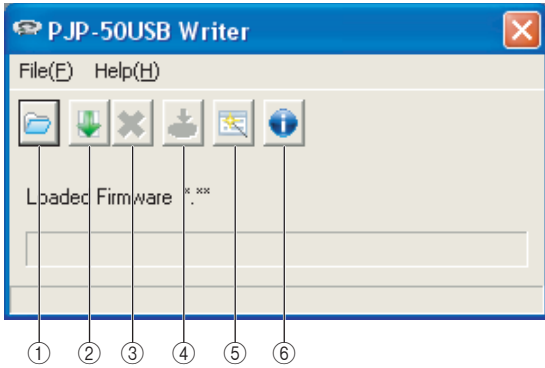 PJP-50USB Writer
File(F) Help(H)
Loaded Firmware *.**
① ② ③ ④ ⑤ ⑥